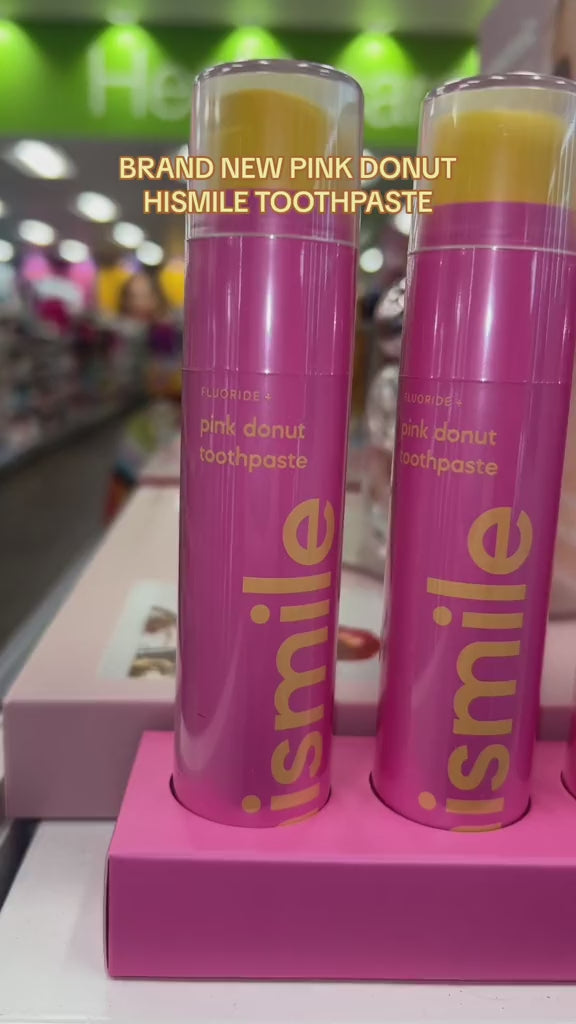 BRAND NEW PINK DONUT
HISMILE TOOTHPASTE
FLUORIDE +
pink donut
toothpaste
hismile
FLUORIDE +
pink donut
toothpaste
hismile